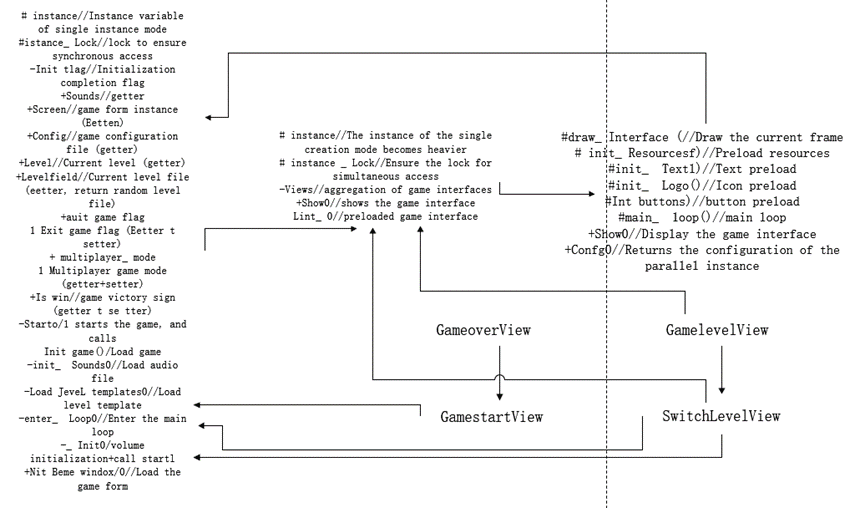 # instance//Instance variable
of single instance mode
#istance_ Lock//lock to ensure
synchronous access
-Init tlag//Initialization
completion flag
+Sounds//getter
+Screen//game form instance
(Eetten)
+Config//game configuration
file (getter)
+Level//Current level (getter)
+Levelfield//Current level file
(eetter, return random level
file)
+auit game flag
1 Exit game flag (Eetter t
setter)
+ multiplayer_ mode
1 Multiplayer game mode
(getter+setter)
+Is win//game victory sign
(getter t se tter)
-Starto/1 starts the game, and
calls
Init game()/Load game
-init_ Sounds0//Load audio
file
-Load JeveL templates0//Load
level template
-enter_ Loop0//Enter the main
loop
-_ Init0/volume
initialization+call startl
+Nit Beme windox/0//Load the
game form
# instance//The instance of the single
creation mode becomes heavier
# instance _ Lock//Ensure the lock for
simultaneous access
-Views//aggregation of game interfaces
+Show0//shows the game interface
Lint_ 0//preloaded game interface
#draw_ Interface (//Draw the current frame
# init_ Resourcesf)//Preload resources
#init_ Text1)//Text preload
#init_ Logo()//Icon preload
#Int buttons)//button preload
#main_ loop()//main loop
+Show0//Display the game interface
+Confg0//Returns the configuration of the
parallel instance
GameoverView
GamelevelView
GamestartView
SwitchLevelView